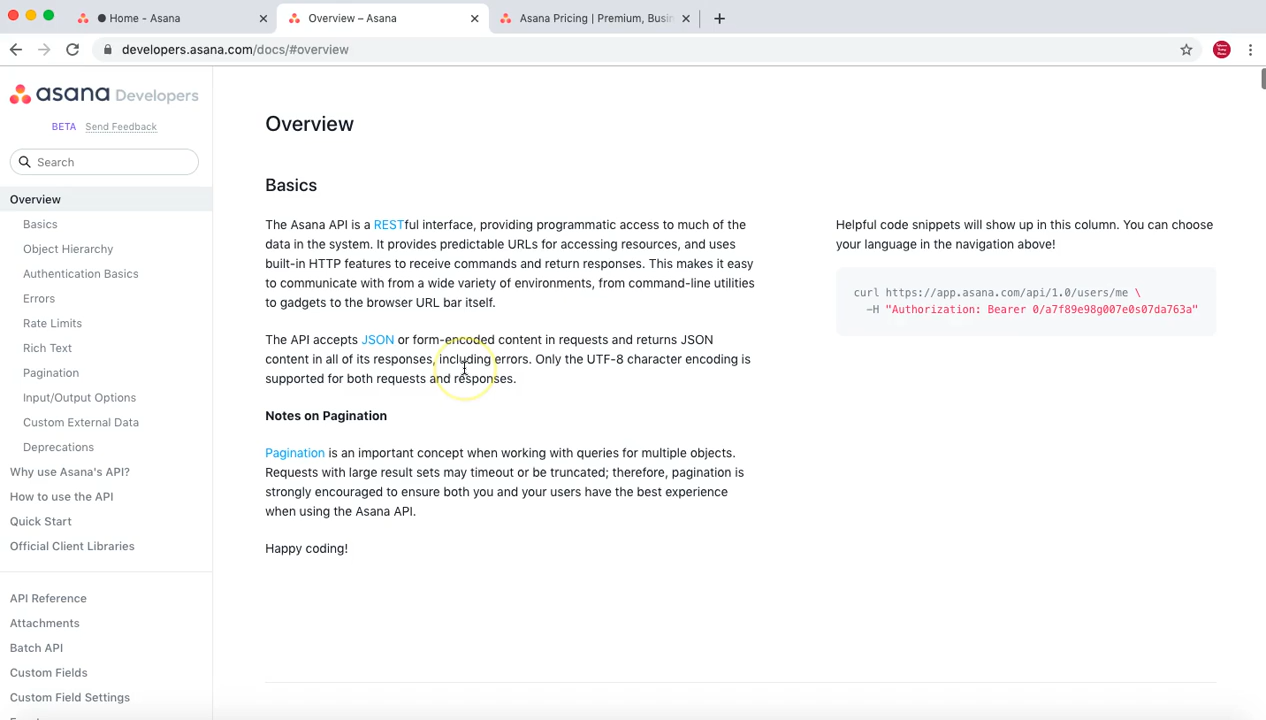 Home - Asana
Overview – Asana
Asana Pricing | Premium, Busin
developers.asana.com/docs/#overview
asana Developers
BETA Send Feedback
Search
Overview
Basics
Object Hierarchy
Authentication Basics
Errors
Rate Limits
Rich Text
Pagination
Input/Output Options
Custom External Data
Deprecations
Why use Asana's API?
How to use the API
Quick Start
Official Client Libraries
API Reference
Attachments
Batch API
Custom Fields
Custom Field Settings
Overview
Basics
The Asana API is a RESTful interface, providing programmatic access to much of the
data in the system. It provides predictable URLs for accessing resources, and uses
built-in HTTP features to receive commands and return responses. This makes it easy
to communicate with from a wide variety of environments, from command-line utilities
to gadgets to the browser URL bar itself.
The API accepts JSON or form-encoded content in requests and returns JSON
content in all of its responses, including errors. Only the UTF-8 character encoding is
supported for both requests and responses.
Notes on Pagination
Pagination is an important concept when working with queries for multiple objects.
Requests with large result sets may timeout or be truncated; therefore, pagination is
strongly encouraged to ensure both you and your users have the best experience
when using the Asana API.
Happy coding!
Helpful code snippets will show up in this column. You can choose
your language in the navigation above!
curl https://app.asana.com/api/1.0/users/me \
-H "Authorization: Bearer 0/a7f89e98g007e0s07da763a"